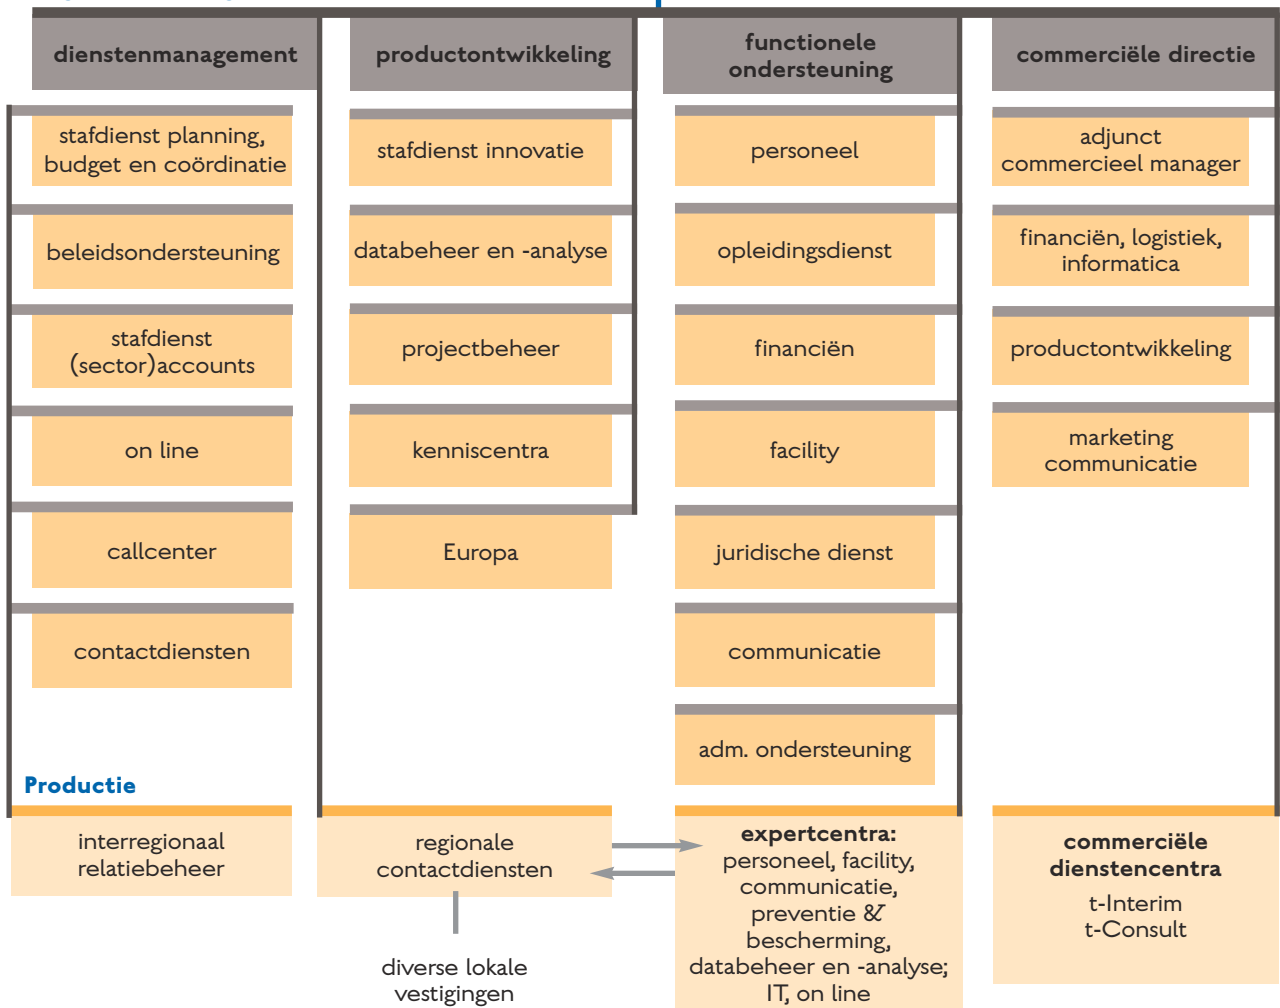 dienstenmanagement
stafdienst planning,
budget en coördinatie
beleidsondersteuning
stafdienst
(sector)accounts
on line
callcenter
contactdiensten
productontwikkeling
stafdienst innovatie
databeheer en -analyse
projectbeheer
kenniscentra
Europa
functionele
ondersteuning
personeel
opleidingsdienst
financiën
facility
juridische dienst
communicatie
adm. ondersteuning
commerciële directie
adjunct
commercieel manager
financiën, logistiek,
informatica
productontwikkeling
marketing
communicatie
Productie
interregionaal
relatiebeheer
regionale
contactdiensten
diverse lokale
vestigingen
expertcentra:
personeel, facility,
communicatie,
preventie &
bescherming,
databeheer en -analyse;
IT, on line
commerciële
dienstencentra
t-Interim
t-Consult